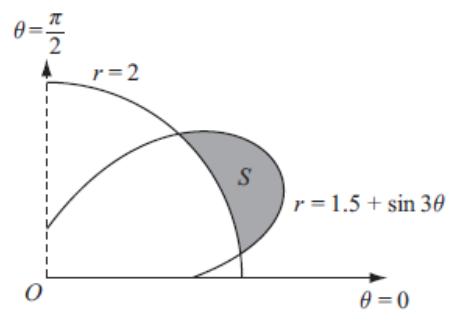 θ = π/2
r = 2
S
r = 1.5 + sin 3θ
O
θ = 0